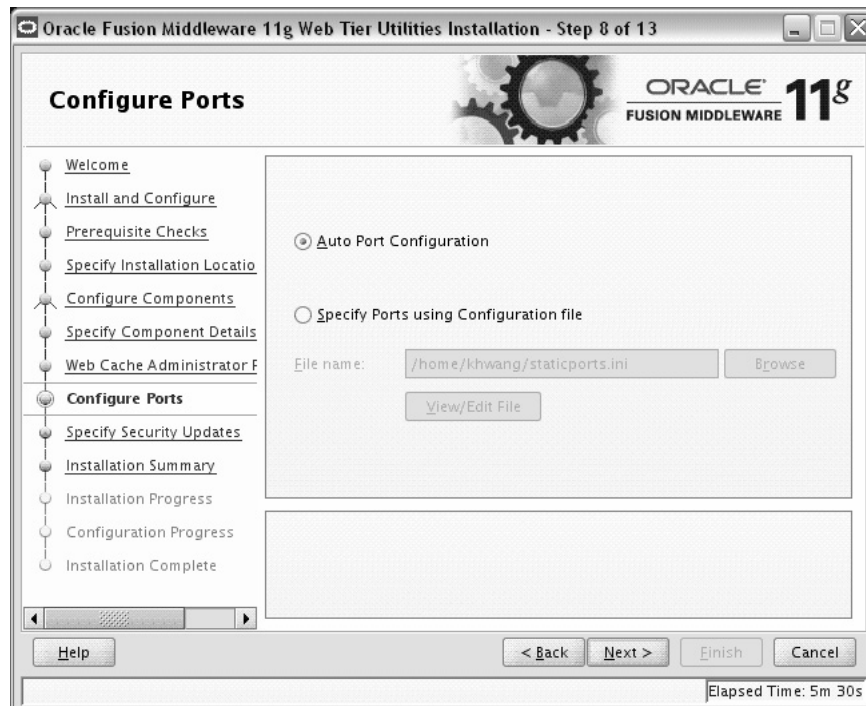 Oracle Fusion Middleware 11g Web Tier Utilities Installation - Step 8 of 13
Configure Ports
ORACLE
FUSION MIDDLEWARE 11g
Welcome
Install and Configure
Prerequisite Checks
Specify Installation Locatio
Configure Components
Specify Component Details
Web Cache Administrator P
Configure Ports
Specify Security Updates
Installation Summary
Installation Progress
Configuration Progress
Installation Complete
Auto Port Configuration
Specify Ports using Configuration file
File name: /home/khwang/staticports.ini Browse
View/Edit File
Help < Back Next > Finish Cancel
Elapsed Time: 5m 30s